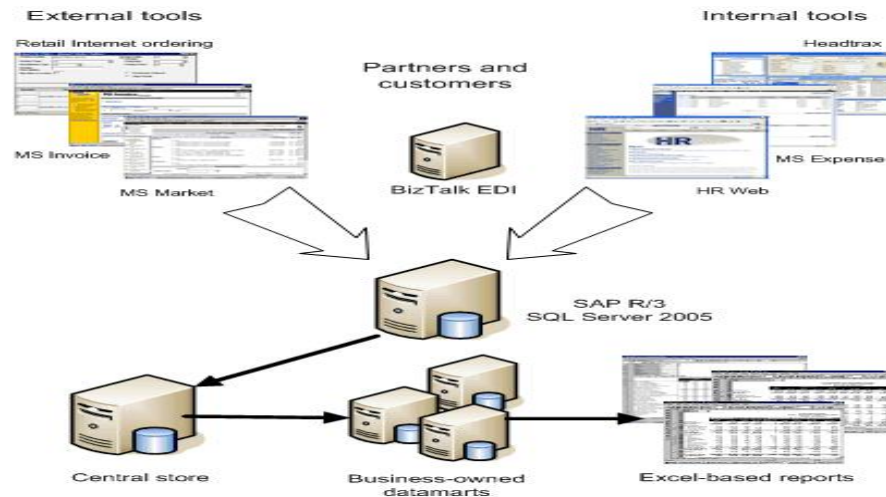 External tools
Internal tools
Retail Internet ordering
Headtrax
Partners and
customers
MS Invoice
MS Market
BizTalk EDI
HR
HR Web
MS Expense
SAP R/3
SQL Server 2005
Central store
Business-owned
datamarts
Excel-based reports